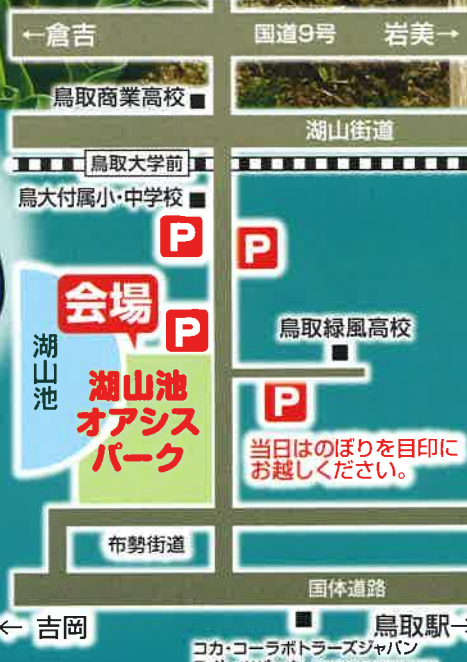 ←倉吉
国道9号
岩美→
鳥取商業高校
湖山街道
鳥取大学前
鳥大付属小・中学校
P
P
会場
P
湖山池
鳥取緑風高校
湖山池
オアシス
パーク
P
当日はのぼりを目印に
お越しください。
布勢街道
国体道路
← 吉岡
鳥取駅→
コカ・コーラボトラーズジャパン